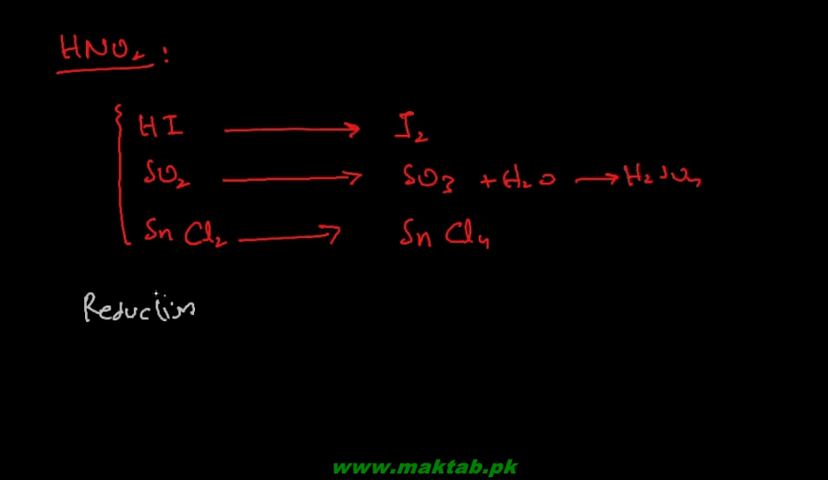 HNO2 :
HI → I2
SO2 → SO3 + H2O → H2SO4
SnCl2 → SnCl4
Reduction
www.maktab.pk